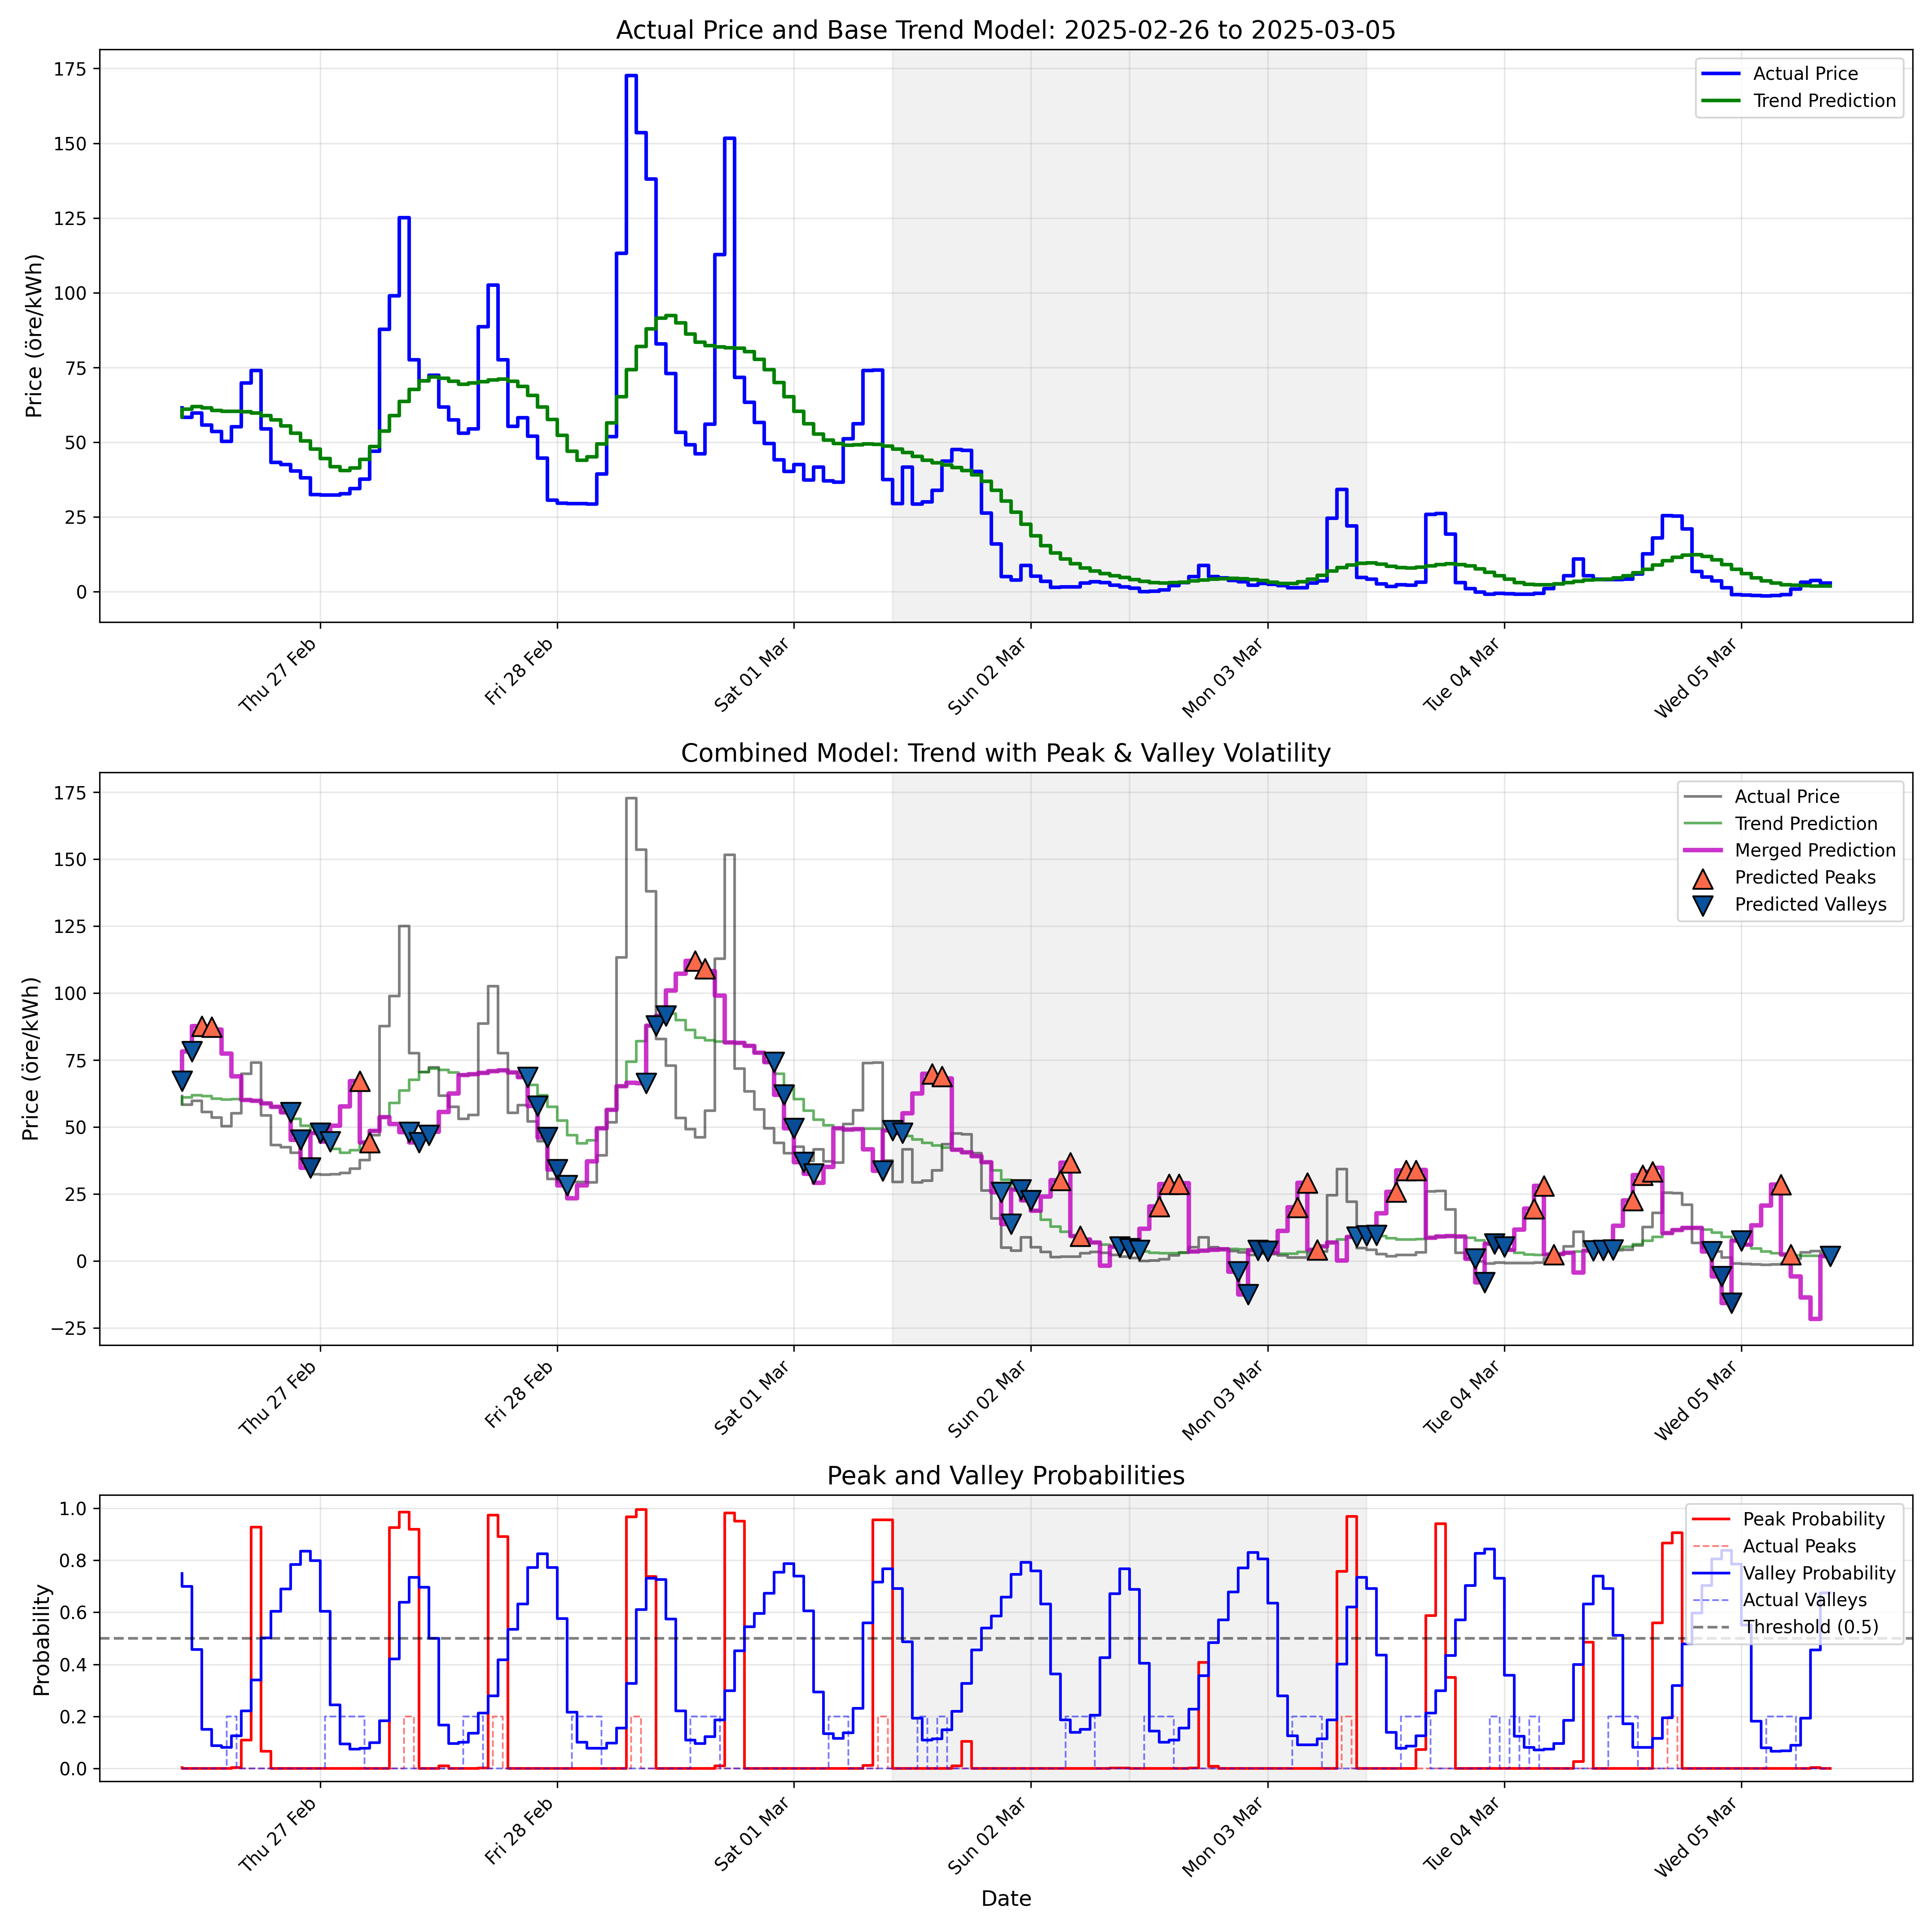 Actual Price and Base Trend Model: 2025-02-26 to 2025-03-05
Price (öre/kWh)
175
150
125
100
75
50
25
0
Actual Price
Trend Prediction
Thu 27 Feb
Fri 28 Feb
Sat 01 Mar
Sun 02 Mar
Mon 03 Mar
Tue 04 Mar
Wed 05 Mar
Combined Model: Trend with Peak & Valley Volatility
Price (öre/kWh)
175
150
125
100
75
50
25
0
−25
Actual Price
Trend Prediction
Merged Prediction
Predicted Peaks
Predicted Valleys
Thu 27 Feb
Fri 28 Feb
Sat 01 Mar
Sun 02 Mar
Mon 03 Mar
Tue 04 Mar
Wed 05 Mar
Peak and Valley Probabilities
Probability
1.0
0.8
0.6
0.4
0.2
0.0
Peak Probability
Actual Peaks
Valley Probability
Actual Valleys
Threshold (0.5)
Thu 27 Feb
Fri 28 Feb
Sat 01 Mar
Sun 02 Mar
Mon 03 Mar
Tue 04 Mar
Wed 05 Mar
Date